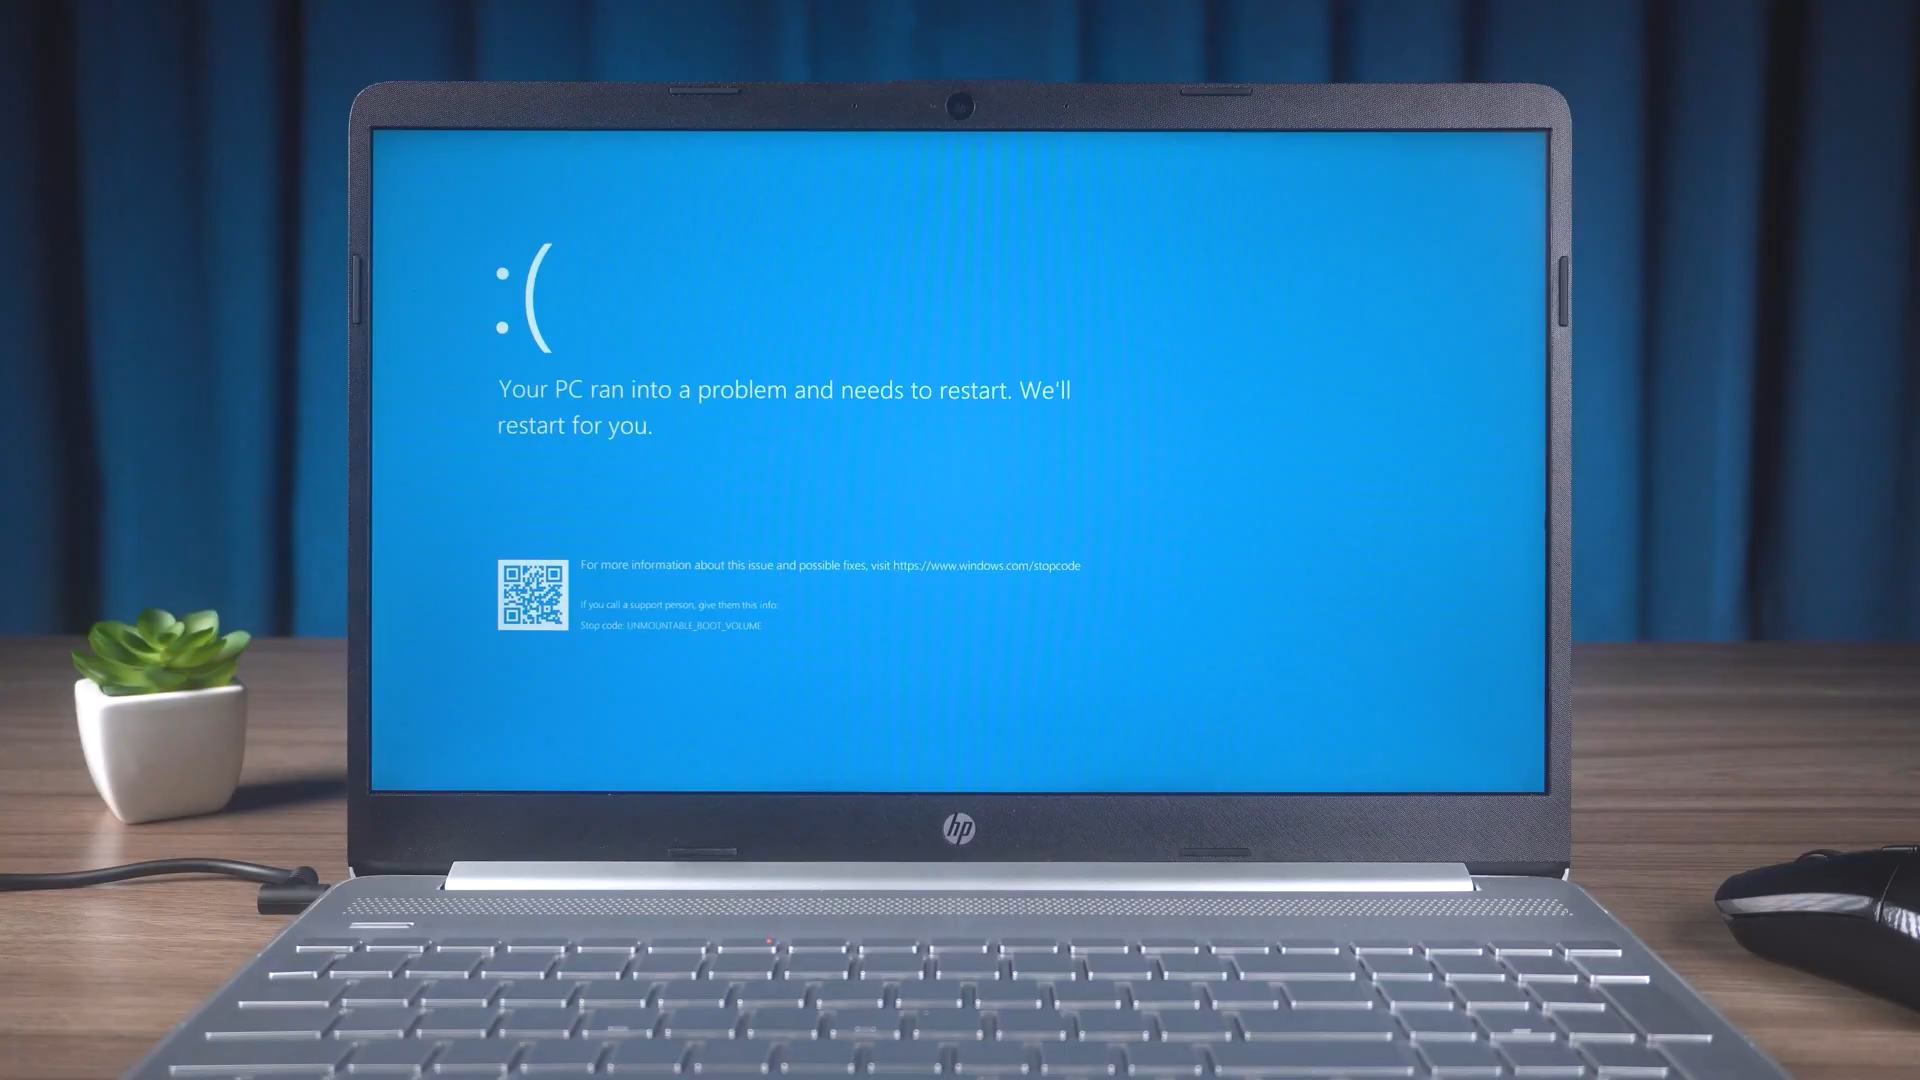 :(
Your PC ran into a problem and needs to restart. We'll
restart for you.
For more information about this issue and possible fixes, visit https://www.windows.com/stopcode
If you call a support person, give them this info:
Stop code: UNMOUNTABLE_BOOT_VOLUME
hp